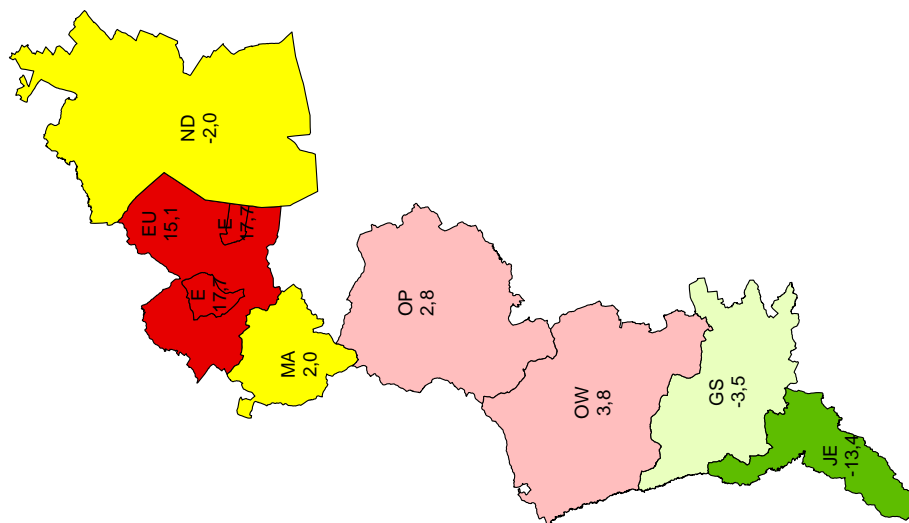 ND
-2,0
EU
15,1
E
17,7
E
17,7
MA
2,0
OP
2,8
OW
3,8
GS
-3,5
JE
-13,4